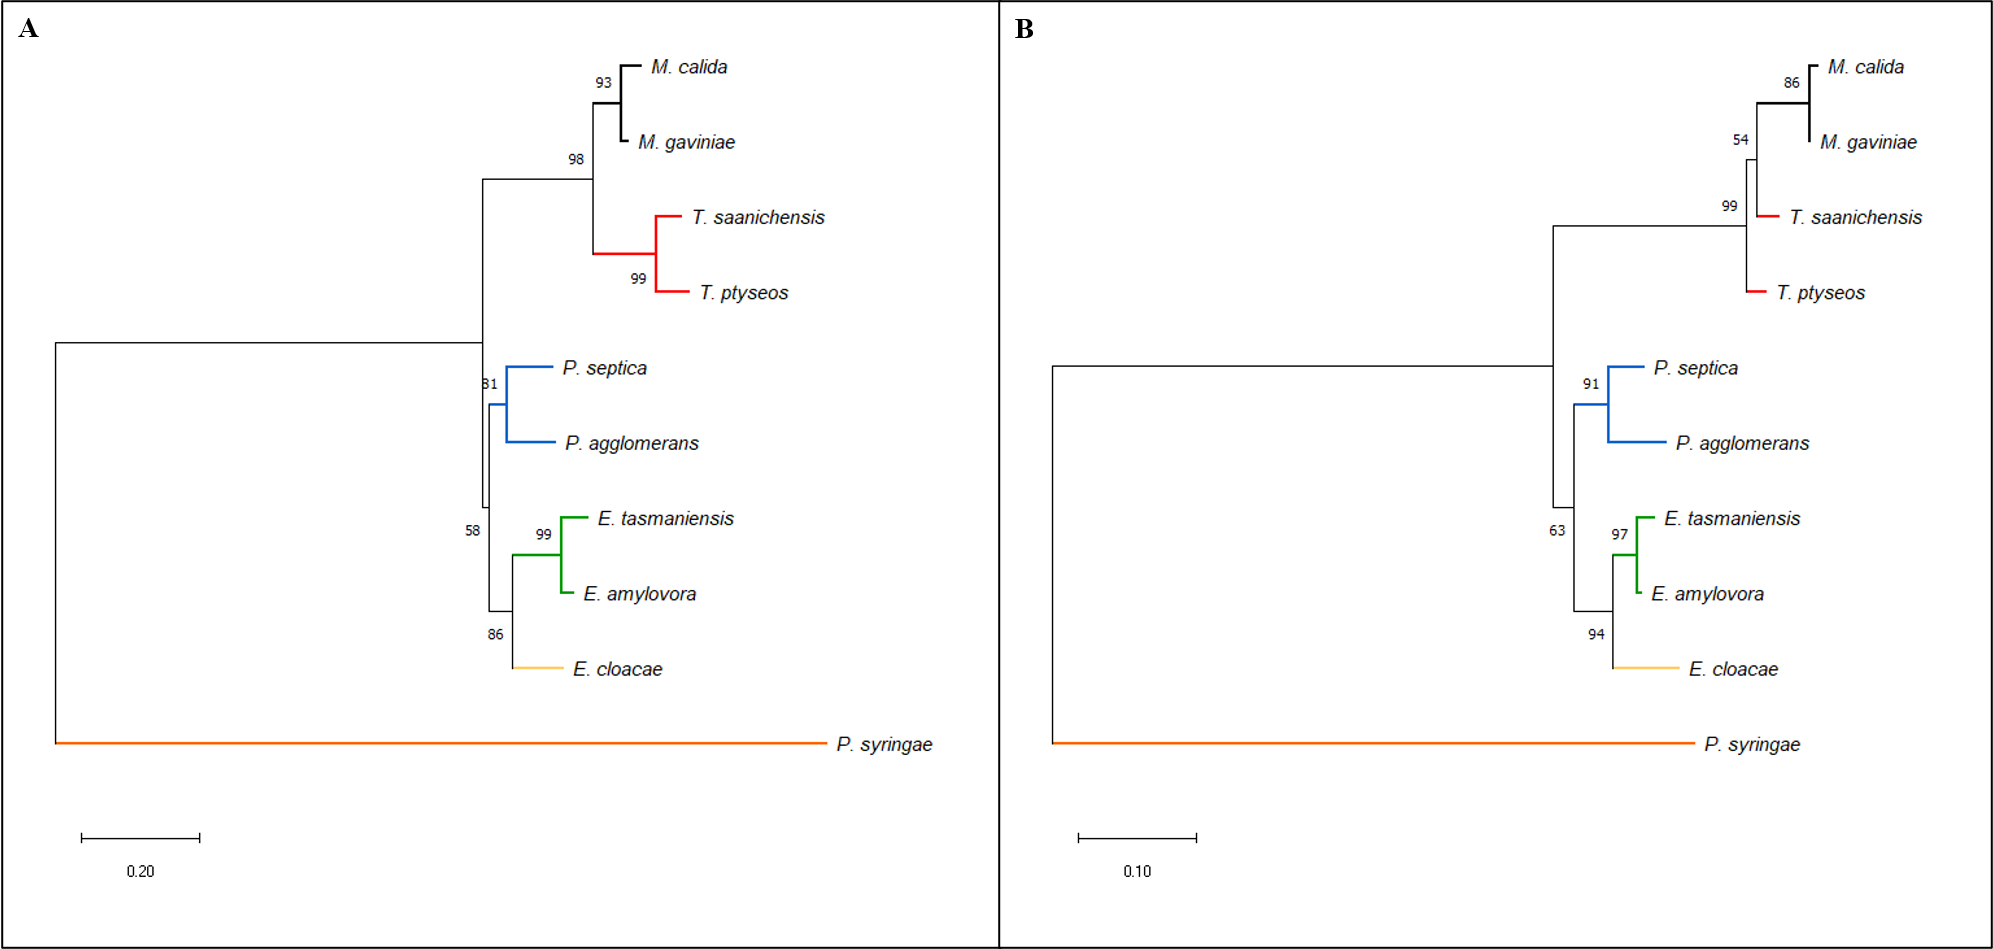 A
93
M. calida
M. gaviniae
98
T. saanichensis
99
T. ptyseos
81
P. septica
P. agglomerans
58
99
E. tasmaniensis
E. amylovora
86
E. cloacae
P. syringae
0.20
B
86
M. calida
54
M. gaviniae
99
T. saanichensis
T. ptyseos
91
P. septica
P. agglomerans
63
97
E. tasmaniensis
E. amylovora
94
E. cloacae
P. syringae
0.10